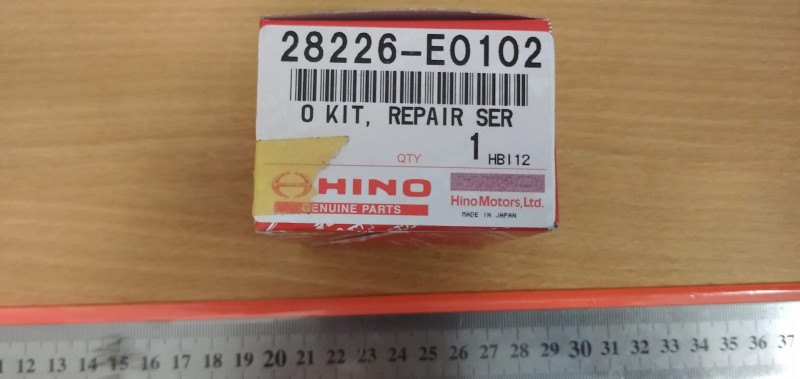 28226-E0102
O KIT, REPAIR SER
QTY 1 HBI12
HINO
GENUINE PARTS
Hino Motors, Ltd.
MADE IN JAPAN
12 13 14 15 16 17 18 19 20 21 22 23 24 25 26 27 28 29 30 31 32 33 34 35 36 37